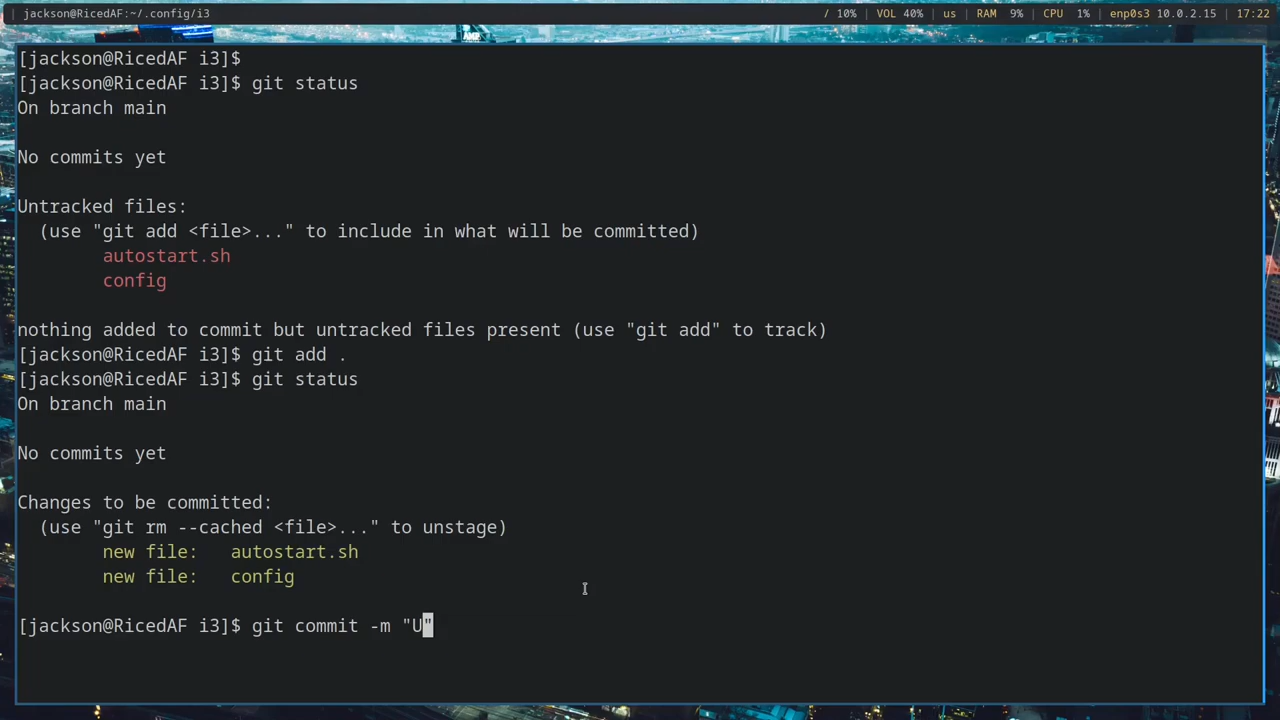 jackson@RicedAF:~/.config/i3
/ 10% | VOL 40% | us | RAM 9% | CPU 1% | enp0s3 10.0.2.15 | 17:22
[jackson@RicedAF i3]$
[jackson@RicedAF i3]$ git status
On branch main
No commits yet
Untracked files:
(use "git add <file>..." to include in what will be committed)
autostart.sh
config
nothing added to commit but untracked files present (use "git add" to track)
[jackson@RicedAF i3]$ git add .
[jackson@RicedAF i3]$ git status
On branch main
No commits yet
Changes to be committed:
(use "git rm --cached <file>..." to unstage)
new file:   autostart.sh
new file:   config
[jackson@RicedAF i3]$ git commit -m "U"